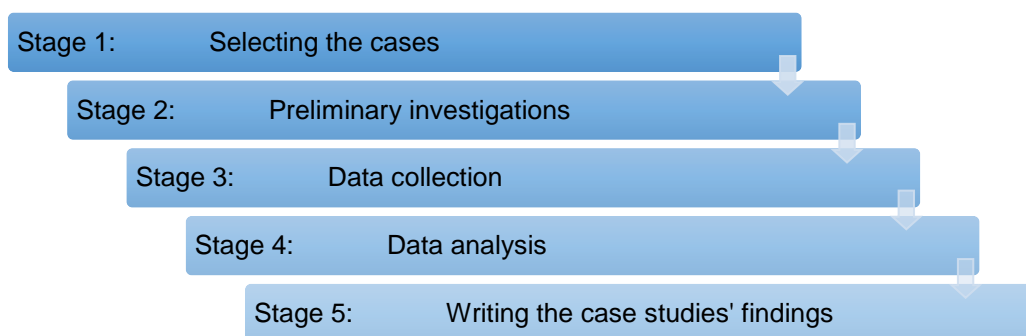 Stage 1: Selecting the cases
Stage 2: Preliminary investigations
Stage 3: Data collection
Stage 4: Data analysis
Stage 5: Writing the case studies' findings